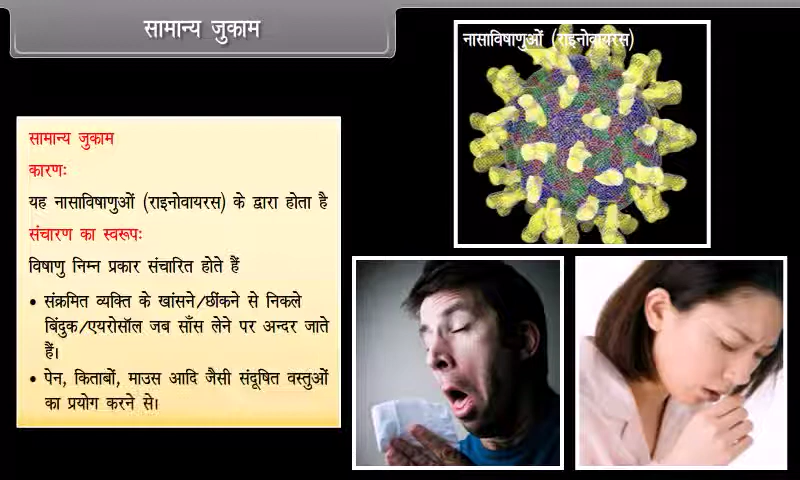 सामान्य जुकाम
नासाविषाणुओं (राइनोवायरस)
सामान्य जुकाम
कारणः
यह नासाविषाणुओं (राइनोवायरस) के द्वारा होता है
संचारण का स्वरूपः
विषाणु निम्न प्रकार संचारित होते हैं
• संक्रमित व्यक्ति के खांसने/छींकने से निकले
बिंदुक/एयरोसॉल जब साँस लेने पर अन्दर जाते
हैं।
• पेन, किताबों, माउस आदि जैसी संदूषित वस्तुओं
का प्रयोग करने से।